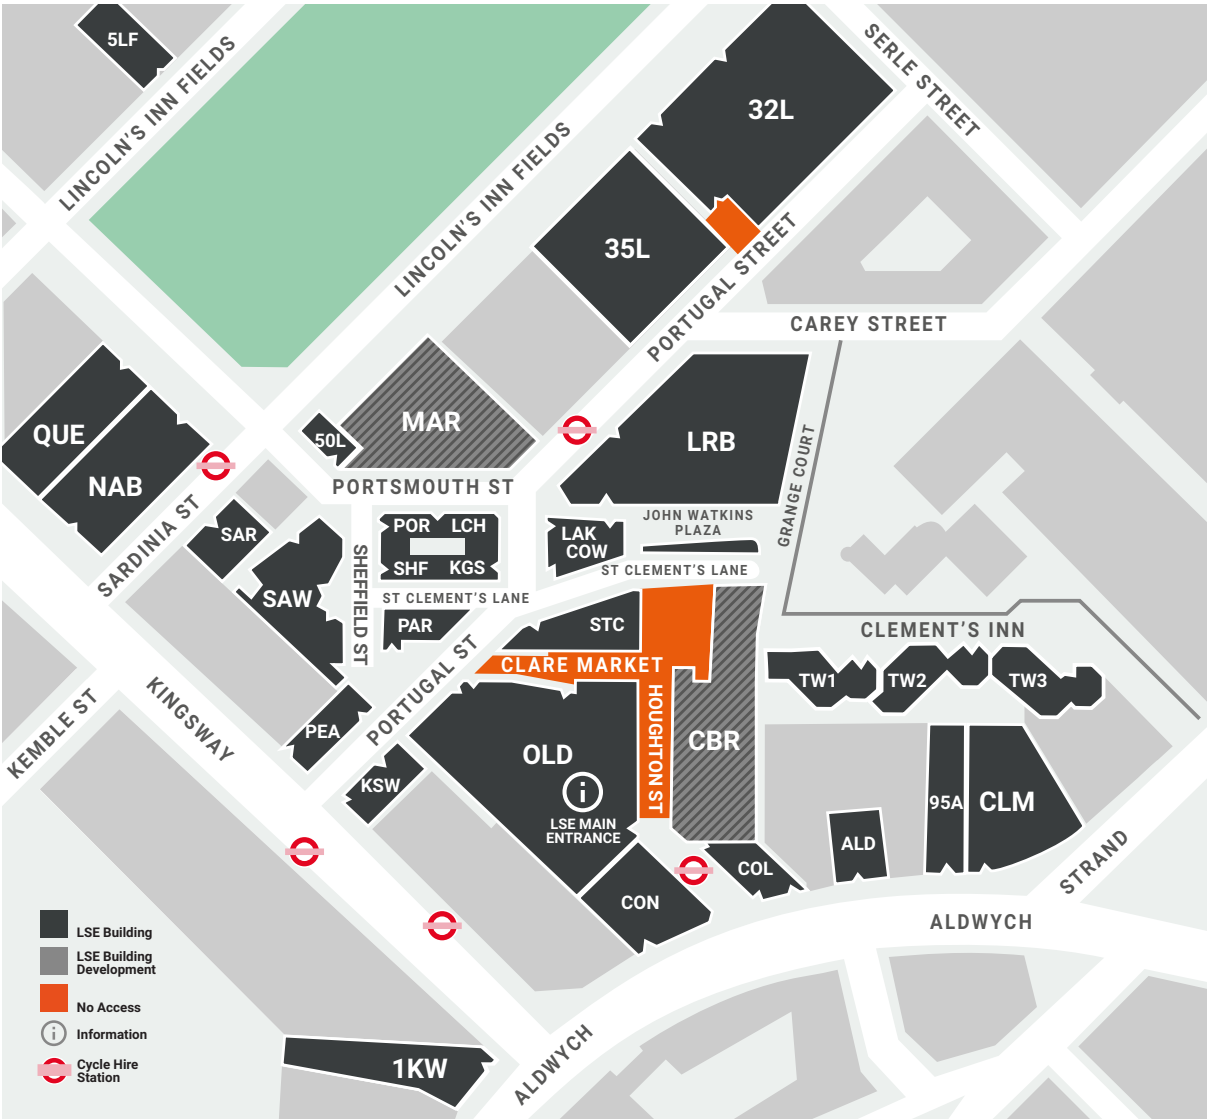 5LF
LINCOLN'S INN FIELDS
SERLE STREET
32L
LINCOLN'S INN FIELDS
35L
PORTUGAL STREET
CAREY STREET
QUE
NAB
50L
MAR
LRB
GRANGE COURT
PORTSMOUTH ST
SARDINIA ST
SAR
SAW
SHEFFIELD ST
POR
LCH
SHF
KGS
LAK
COW
JOHN WATKINS
PLAZA
ST CLEMENT'S LANE
ST CLEMENT'S LANE
PAR
STC
CLEMENT'S INN
CLARE MARKET
TW1
TW2
TW3
KEMBLE ST
KINGSWAY
PEA
PORTUGAL ST
KSW
OLD
LSE MAIN
ENTRANCE
HOUGHTON ST
CBR
95A
CLM
ALD
COL
CON
STRAND
ALDWYCH
ALDWYCH
1KW
LSE Building
LSE Building
Development
No Access
Information
Cycle Hire
Station